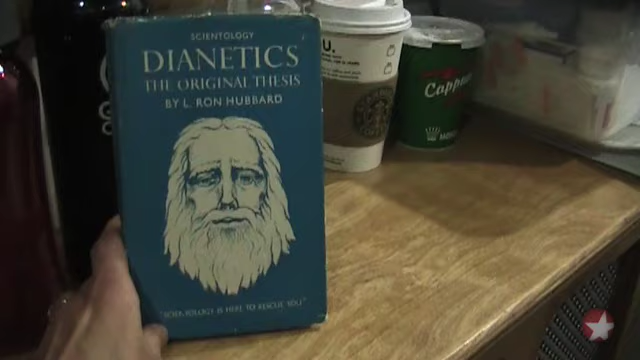 SCIENTOLOGY
DIANETICS
THE ORIGINAL THESIS
BY L. RON HUBBARD
"SCIENTOLOGY IS HERE TO RESCUE YOU"
U.
Cappu